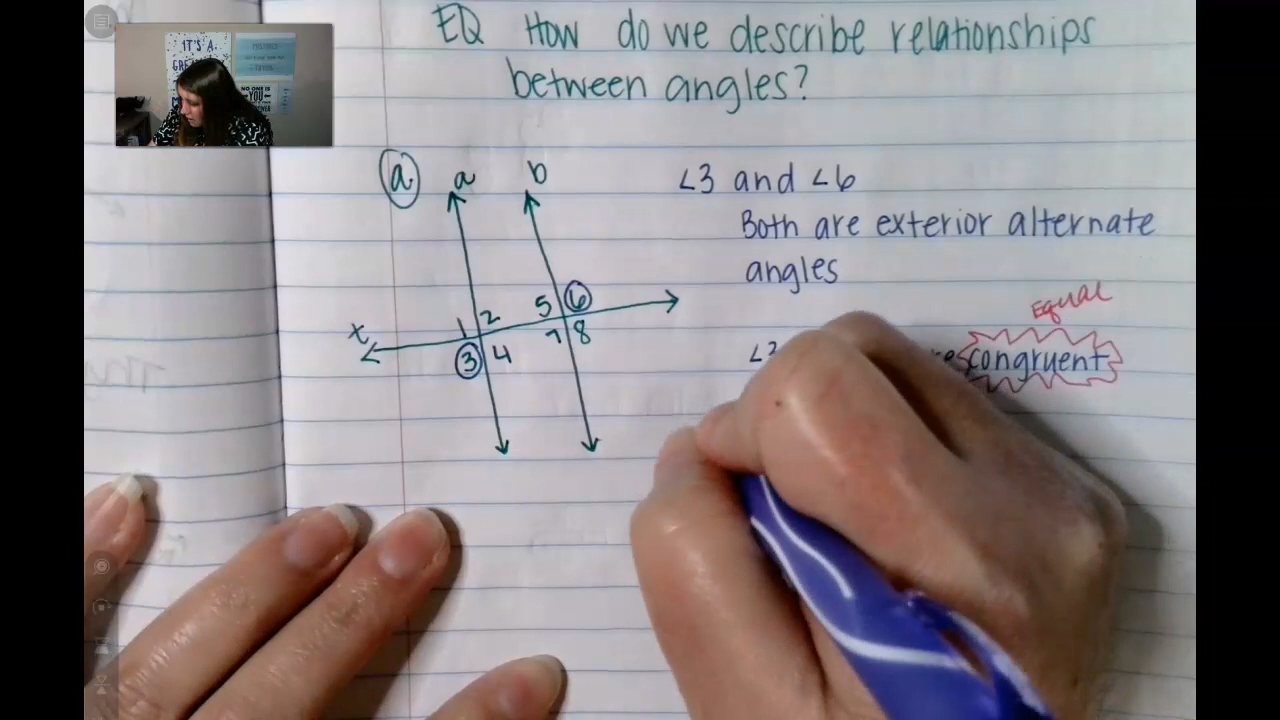 EQ How do we describe relationships
between angles?
IT'S A
NO ONE IS
YOU
a
a b
∠3 and ∠6
Both are exterior alternate
angles
Equal
t 1 2 5 6
3 4 7 8
congruent